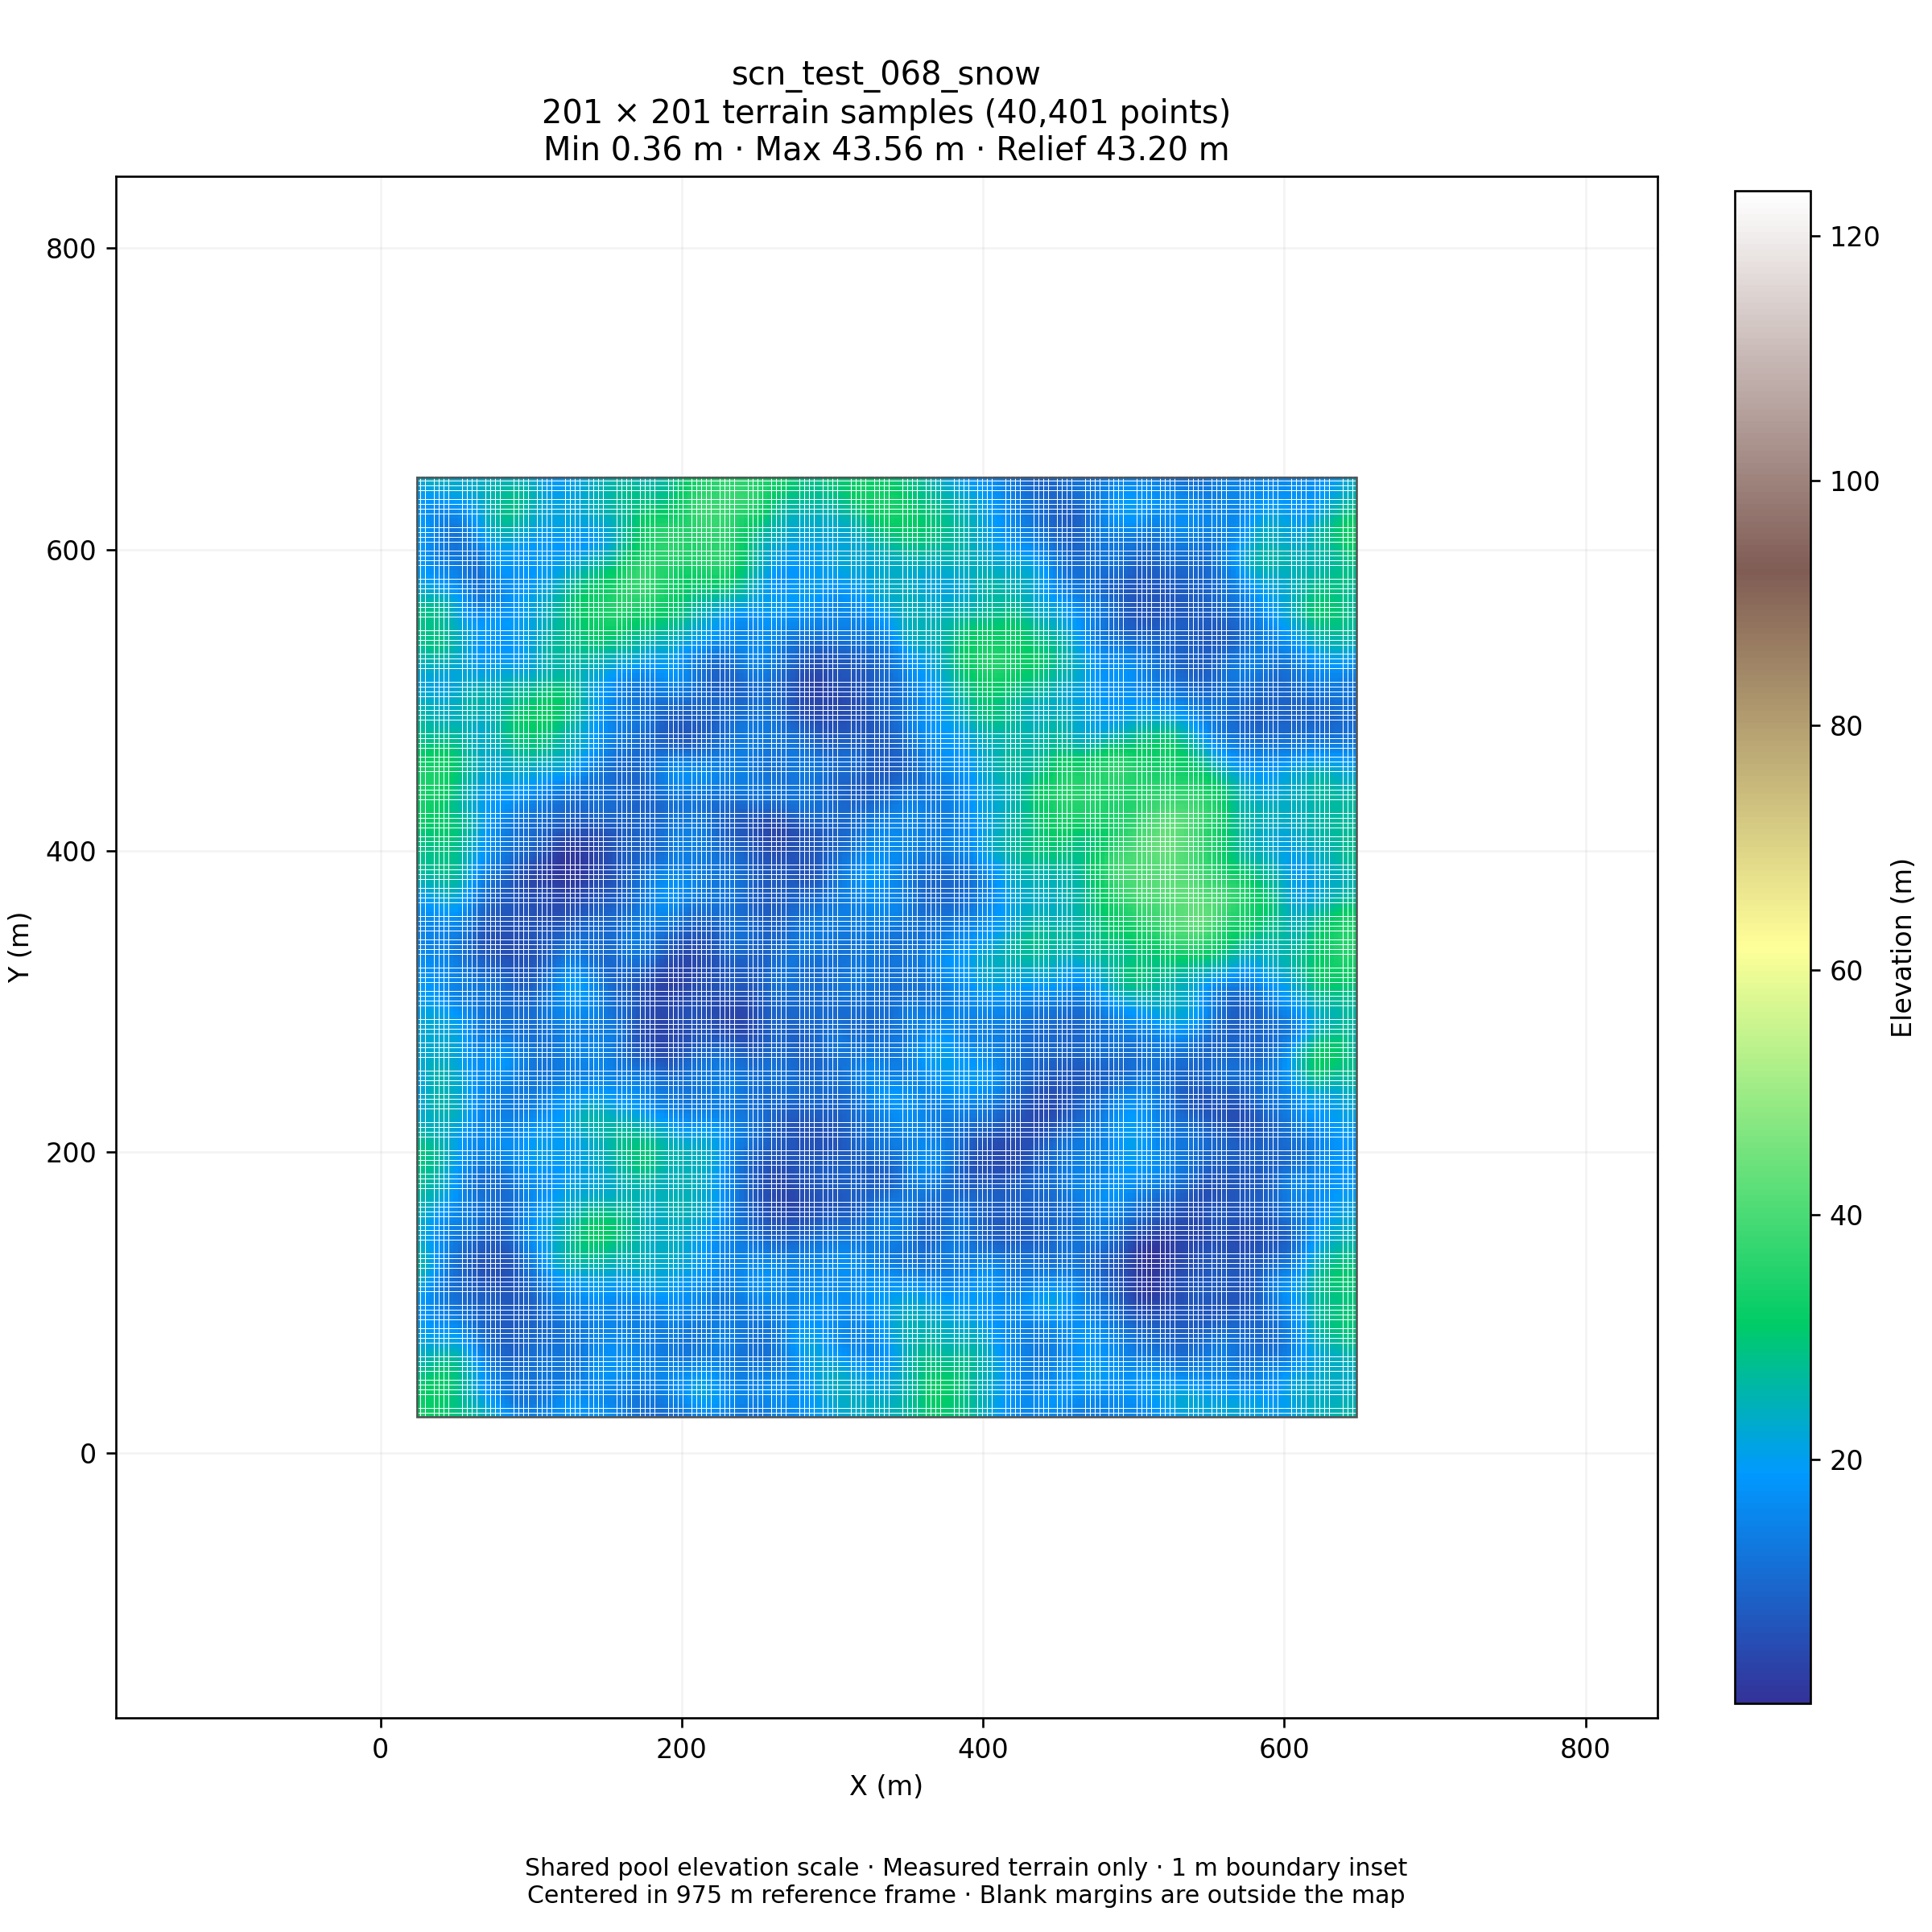 scn_test_068_snow
201 × 201 terrain samples (40,401 points)
Min 0.36 m · Max 43.56 m · Relief 43.20 m
800
600
400
200
0
Y (m)
0
200
400
600
800
X (m)
120
100
80
60
40
20
Elevation (m)
Shared pool elevation scale · Measured terrain only · 1 m boundary inset
Centered in 975 m reference frame · Blank margins are outside the map